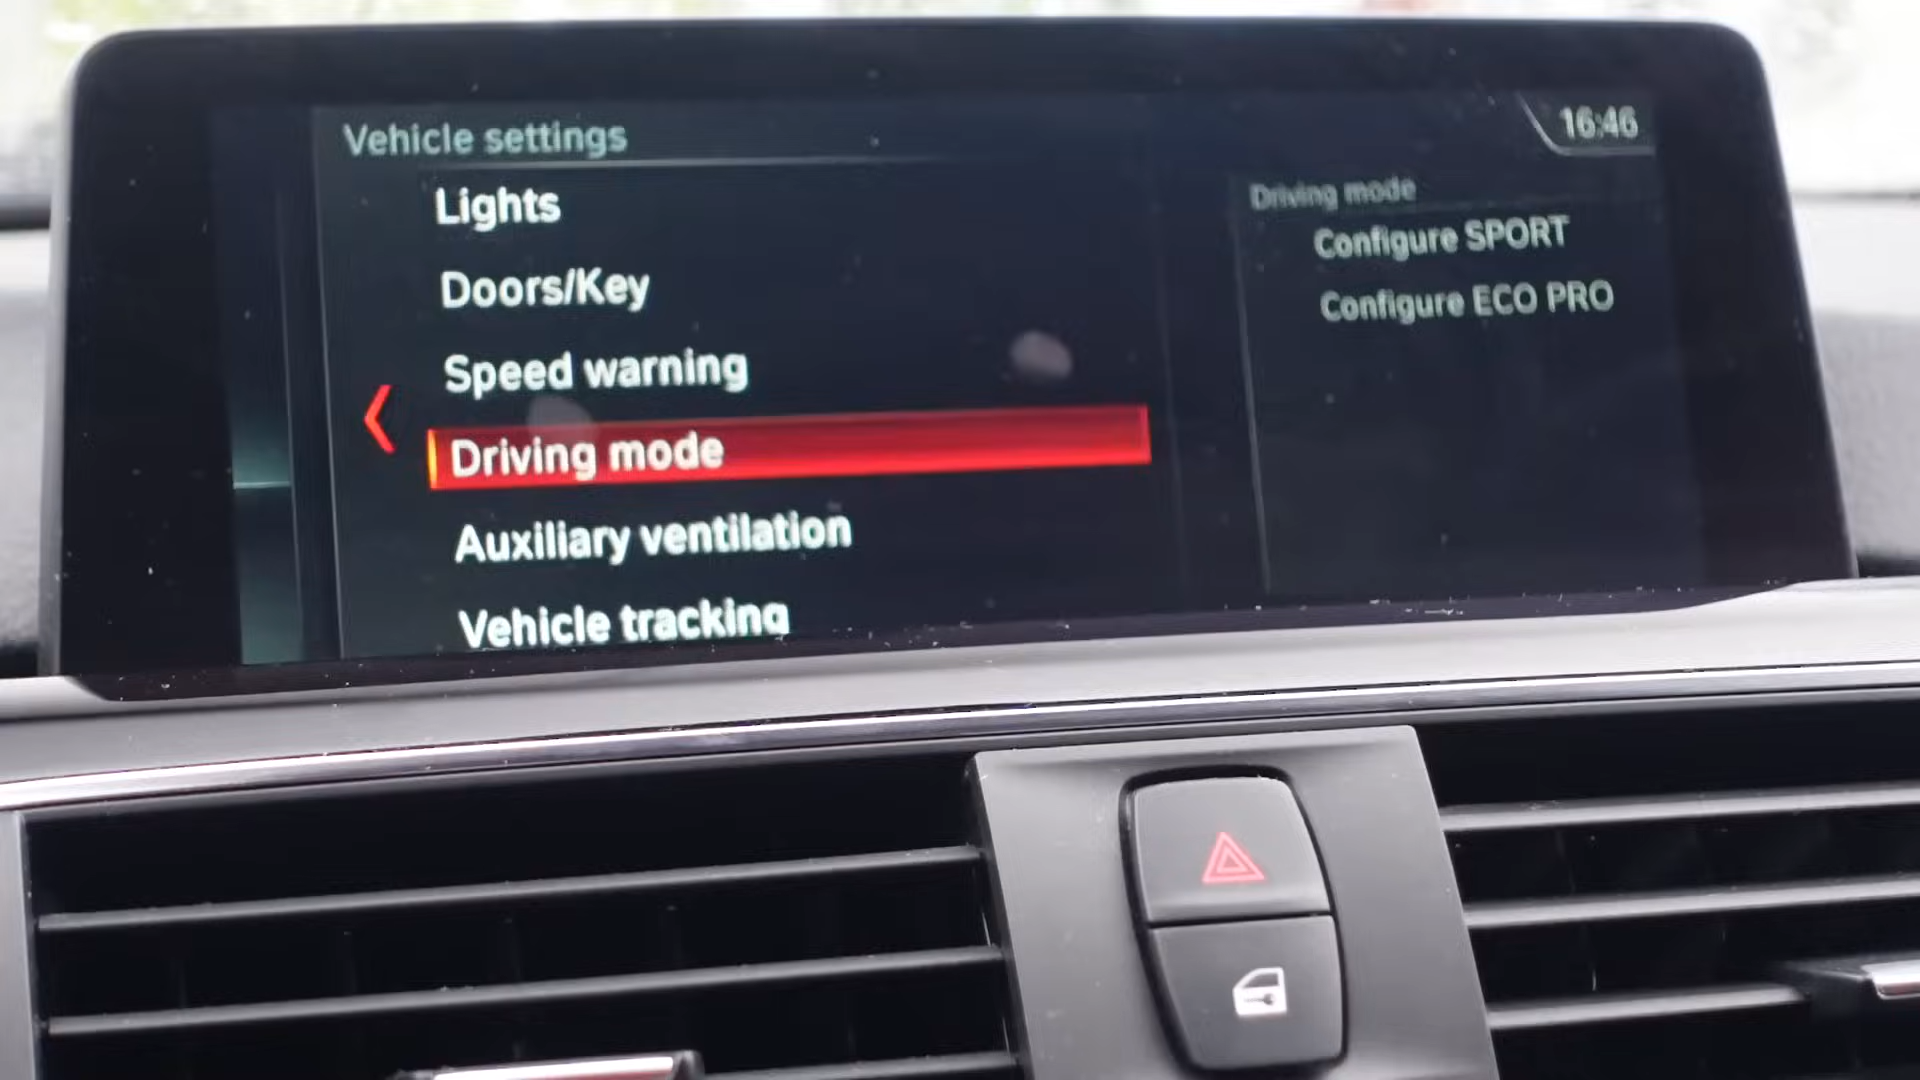 Vehicle settings
16:46
Lights
Doors/Key
Speed warning
Driving mode
Auxiliary ventilation
Vehicle tracking
Driving mode
Configure SPORT
Configure ECO PRO